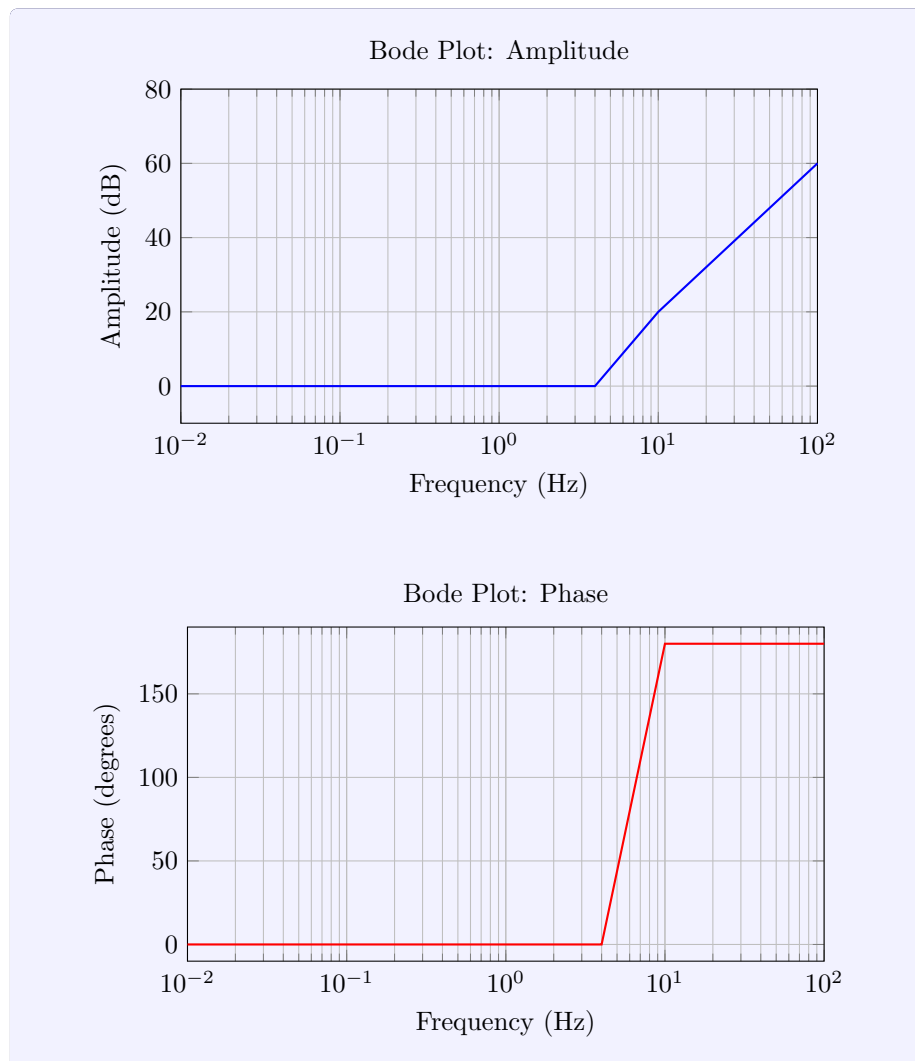 Bode Plot: Amplitude
80
60
40
20
0
Amplitude (dB)
10^-2 10^-1 10^0 10^1 10^2
Frequency (Hz)
Bode Plot: Phase
150
100
50
0
Phase (degrees)
10^-2 10^-1 10^0 10^1 10^2
Frequency (Hz)